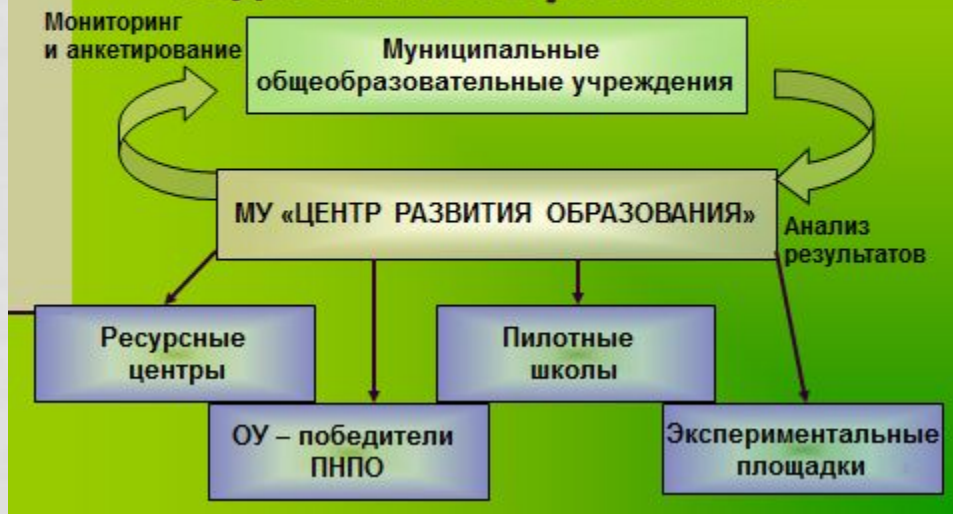 Мониторинг
и анкетирование
Муниципальные
общеобразовательные учреждения
МУ «ЦЕНТР РАЗВИТИЯ ОБРАЗОВАНИЯ»
Анализ
результатов
Ресурсные
центры
Пилотные
школы
ОУ – победители
ПНПО
Экспериментальные
площадки